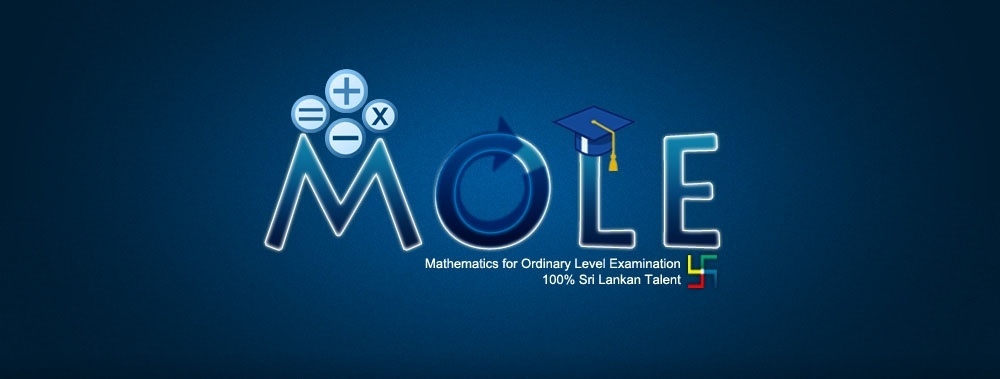 = + − x
MOLE
Mathematics for Ordinary Level Examination
100% Sri Lankan Talent